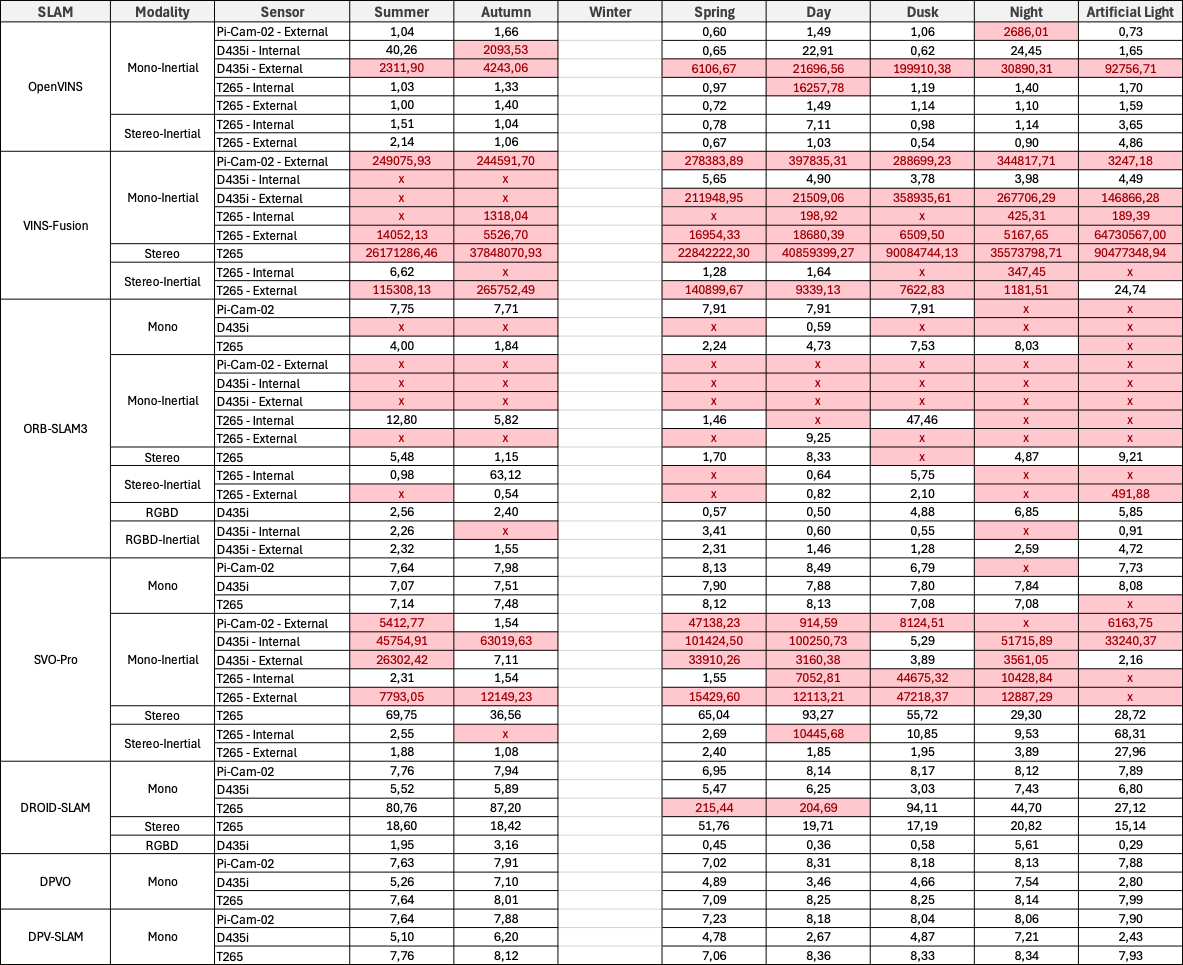 SLAM Modality Sensor Summer Autumn Winter Spring Day Dusk Night Artificial Light
OpenVINS Mono-Inertial Pi-Cam-02 - External 1,04 1,66 0,60 1,49 1,06 2686,01 0,73
D435i - Internal 40,26 2093,53 0,65 22,91 0,62 24,45 1,65
D435i - External 2311,90 4243,06 6106,67 21696,56 199910,38 30890,31 92756,71
T265 - Internal 1,03 1,33 0,97 16257,78 1,19 1,40 1,70
T265 - External 1,00 1,40 0,72 1,49 1,14 1,10 1,59
Stereo-Inertial T265 - Internal 1,51 1,04 0,78 7,11 0,98 1,14 3,65
T265 - External 2,14 1,06 0,67 1,03 0,54 0,90 4,86
VINS-Fusion Mono-Inertial Pi-Cam-02 - External 249075,93 244591,70 278383,89 397835,31 288699,23 344817,71 3247,18
D435i - Internal x x 5,65 4,90 3,78 3,98 4,49
D435i - External x x 211948,95 21509,06 358935,61 267706,29 146866,28
T265 - Internal x 1318,04 x 198,92 x 425,31 189,39
T265 - External 14052,13 5526,70 16954,33 18680,39 6509,50 5167,65 64730567,00
Stereo T265 26171286,46 37848070,93 22842222,30 40859399,27 90084744,13 35573798,71 90477348,94
Stereo-Inertial T265 - Internal 6,62 x 1,28 1,64 x 347,45 x
T265 - External 115308,13 265752,49 140899,67 9339,13 7622,83 1181,51 24,74
ORB-SLAM3 Mono Pi-Cam-02 7,75 7,71 7,91 7,91 7,91 x x
D435i x x x 0,59 x x x
T265 4,00 1,84 2,24 4,73 7,53 8,03 x
Mono-Inertial Pi-Cam-02 - External x x x x x x x
D435i - Internal x x x x x x x
D435i - External x x x x x x x
T265 - Internal 12,80 5,82 1,46 x 47,46 x x
T265 - External x x x 9,25 x x x
Stereo T265 5,48 1,15 1,70 8,33 x 4,87 9,21
Stereo-Inertial T265 - Internal 0,98 63,12 x 0,64 5,75 x x
T265 - External x 0,54 x 0,82 2,10 x 491,88
RGBD D435i 2,56 2,40 0,57 0,50 4,88 6,85 5,85
RGBD-Inertial D435i - Internal 2,26 x 3,41 0,60 0,55 x 0,91
D435i - External 2,32 1,55 2,31 1,46 1,28 2,59 4,72
SVO-Pro Mono Pi-Cam-02 7,64 7,98 8,13 8,49 6,79 x 7,73
D435i 7,07 7,51 7,90 7,88 7,80 7,84 8,08
T265 7,14 7,48 8,12 8,13 7,08 7,08 x
Mono-Inertial Pi-Cam-02 - External 5412,77 1,54 47138,23 914,59 8124,51 x 6163,75
D435i - Internal 45754,91 63019,63 101424,50 100250,73 5,29 51715,89 33240,37
D435i - External 26302,42 7,11 33910,26 3160,38 3,89 3561,05 2,16
T265 - Internal 2,31 1,54 1,55 7052,81 44675,32 10428,84 x
T265 - External 7793,05 12149,23 15429,60 12113,21 47218,37 12887,29 x
Stereo T265 69,75 36,56 65,04 93,27 55,72 29,30 28,72
Stereo-Inertial T265 - Internal 2,55 x 2,69 10445,68 10,85 9,53 68,31
T265 - External 1,88 1,08 2,40 1,85 1,95 3,89 27,96
DROID-SLAM Mono Pi-Cam-02 7,76 7,94 6,95 8,14 8,17 8,12 7,89
D435i 5,52 5,89 5,47 6,25 3,03 7,43 6,80
T265 80,76 87,20 215,44 204,69 94,11 44,70 27,12
Stereo T265 18,60 18,42 51,76 19,71 17,19 20,82 15,14
RGBD D435i 1,95 3,16 0,45 0,36 0,58 5,61 0,29
DPVO Mono Pi-Cam-02 7,63 7,91 7,02 8,31 8,18 8,13 7,88
D435i 5,26 7,10 4,89 3,46 4,66 7,54 2,80
T265 7,64 8,01 7,09 8,25 8,25 8,14 7,99
DPV-SLAM Mono Pi-Cam-02 7,64 7,88 7,23 8,18 8,04 8,06 7,90
D435i 5,10 6,20 4,78 2,67 4,87 7,21 2,43
T265 7,76 8,12 7,06 8,36 8,33 8,34 7,93